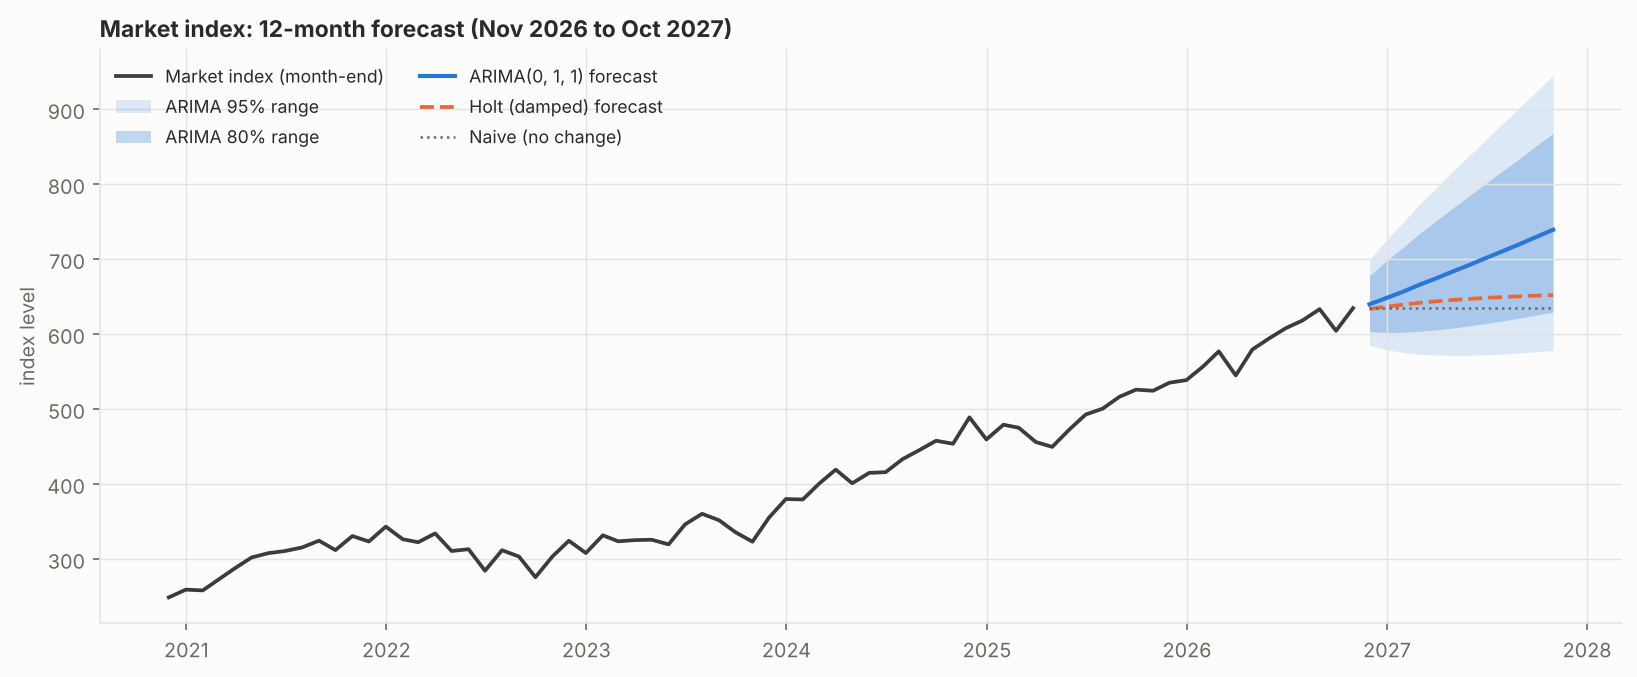 Market index: 12-month forecast (Nov 2026 to Oct 2027)
Market index (month-end)
ARIMA 95% range
ARIMA 80% range
ARIMA(0, 1, 1) forecast
Holt (damped) forecast
Naive (no change)
index level
900
800
700
600
500
400
300
2021 2022 2023 2024 2025 2026 2027 2028